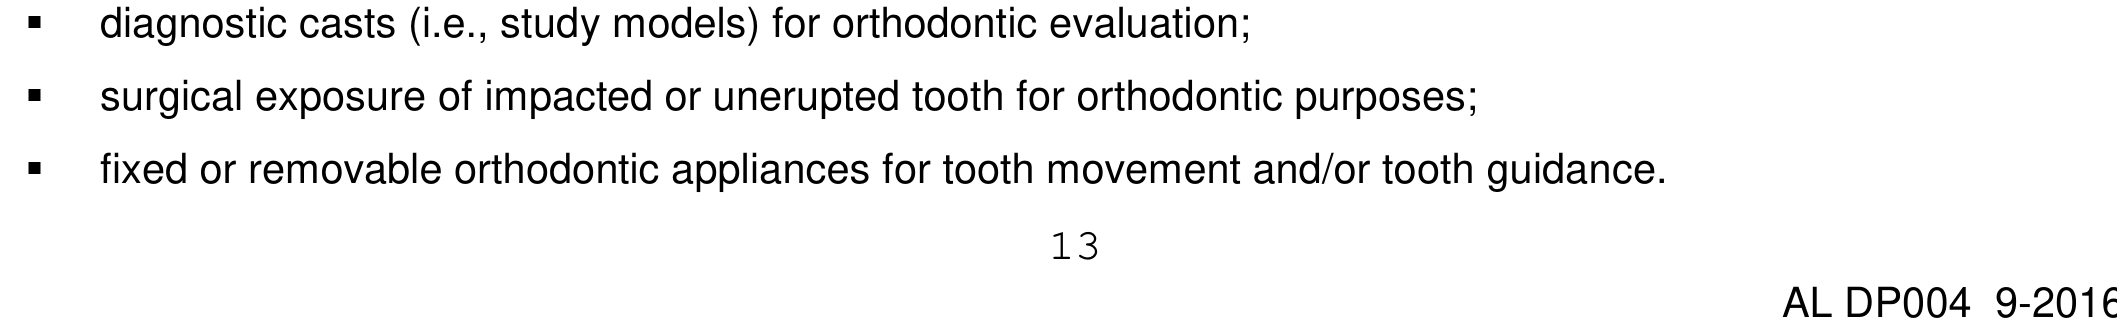 ▪ diagnostic casts (i.e., study models) for orthodontic evaluation;
▪ surgical exposure of impacted or unerupted tooth for orthodontic purposes;
▪ fixed or removable orthodontic appliances for tooth movement and/or tooth guidance.
13
AL DP004 9-2016